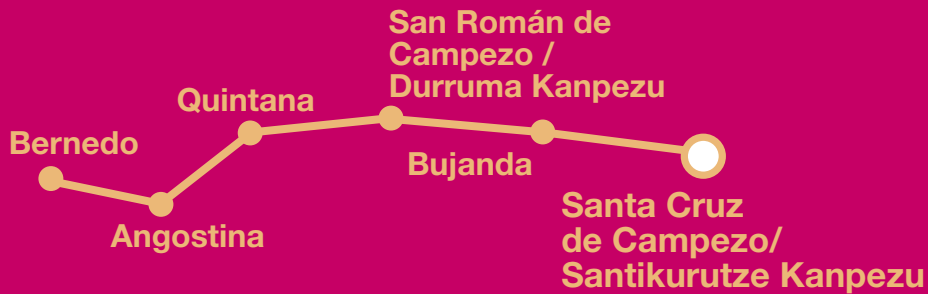 Bernedo
Angostina
Quintana
San Román de
Campezo /
Durruma Kanpezu
Bujanda
Santa Cruz
de Campezo/
Santikurutze Kanpezu